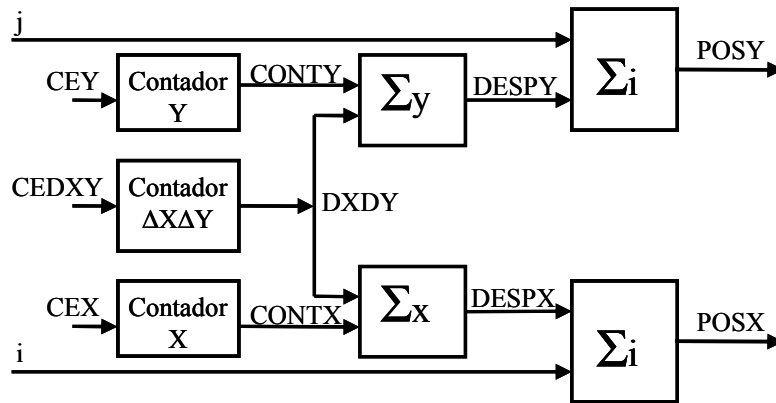 j
POSY
CEY
Contador
Y
CONTY
Σy
DESPY
Σi
CEDXY
Contador
ΔXΔY
DXDY
CEX
Contador
X
CONTX
Σx
DESPX
Σi
POSX
i